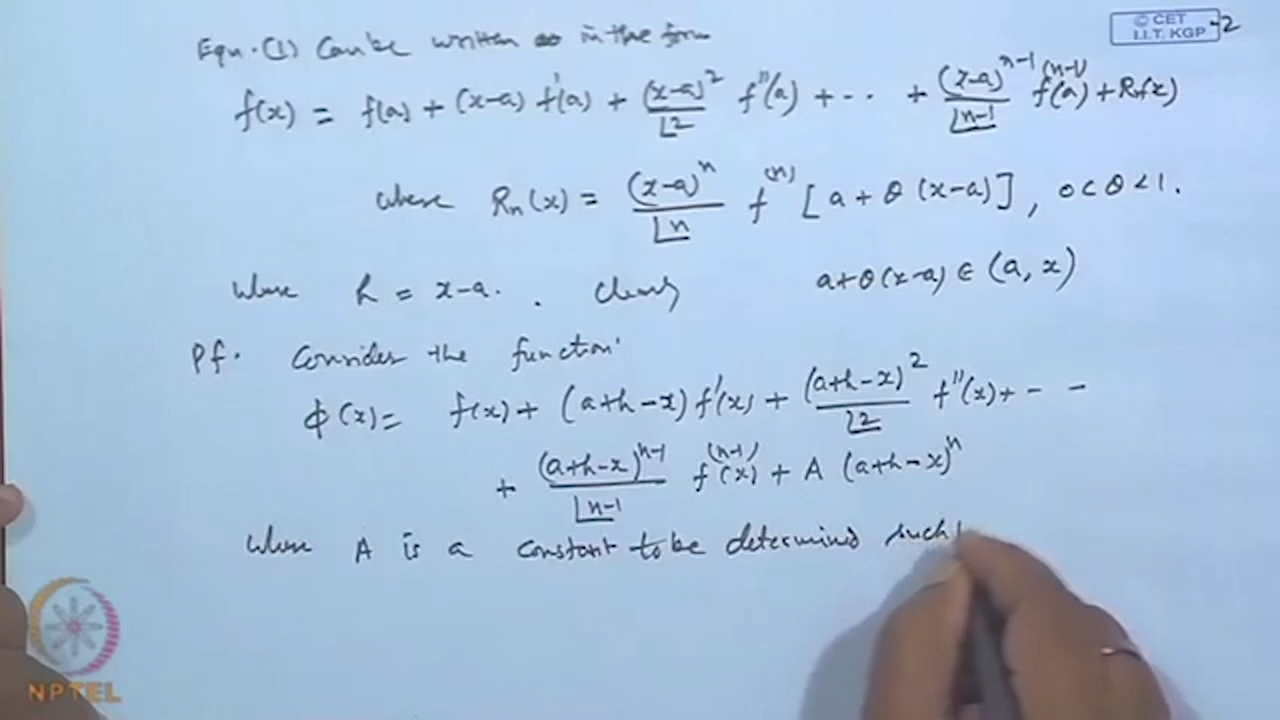 © CET
I.I.T. KGP -2
Equ. (1) Can be written in the form
f(x) = f(a) + (x-a) f'(a) + (x-a)²/⌊2 f''(a) + -- + (x-a)ⁿ⁻¹/⌊n-1 f⁽ⁿ⁻¹⁾(a) + Rₙ(x)
where Rₙ(x) = (x-a)ⁿ/⌊n f⁽ⁿ⁾ [a + θ (x-a)], 0<θ<1.
where h = x-a. . Clearly a+θ(x-a) ∈ (a, x)
Pf. Consider the function
ϕ(x) = f(x) + (a+h-x) f'(x) + (a+h-x)²/⌊2 f''(x) + - -
+ (a+h-x)ⁿ⁻¹/⌊n-1 f⁽ⁿ⁻¹⁾(x) + A (a+h-x)ⁿ
where A is a constant to be determined such
NPTEL